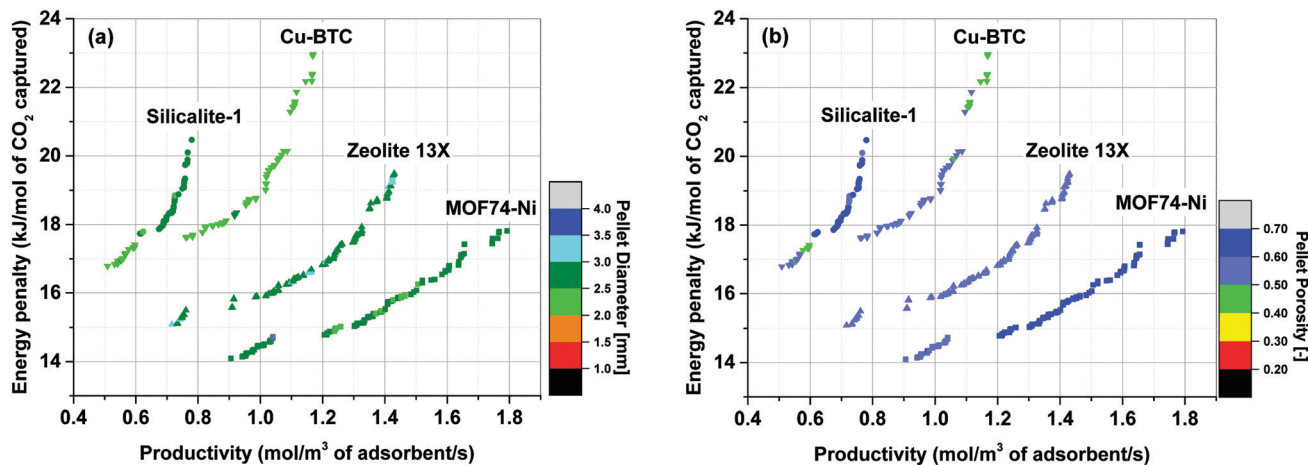 (a)
Cu-BTC
Silicalite-1
Zeolite 13X
MOF74-Ni
24
22
20
18
16
14
0.4 0.6 0.8 1.0 1.2 1.4 1.6 1.8
Energy penalty (kJ/mol of CO₂ captured)
Productivity (mol/m³ of adsorbent/s)
4.0
3.5
3.0
2.5
2.0
1.5
1.0
Pellet Diameter [mm]
(b)
Cu-BTC
Silicalite-1
Zeolite 13X
MOF74-Ni
24
22
20
18
16
14
0.4 0.6 0.8 1.0 1.2 1.4 1.6 1.8
Energy penalty (kJ/mol of CO₂ captured)
Productivity (mol/m³ of adsorbent/s)
0.70
0.60
0.50
0.40
0.30
0.20
Pellet Porosity [-]